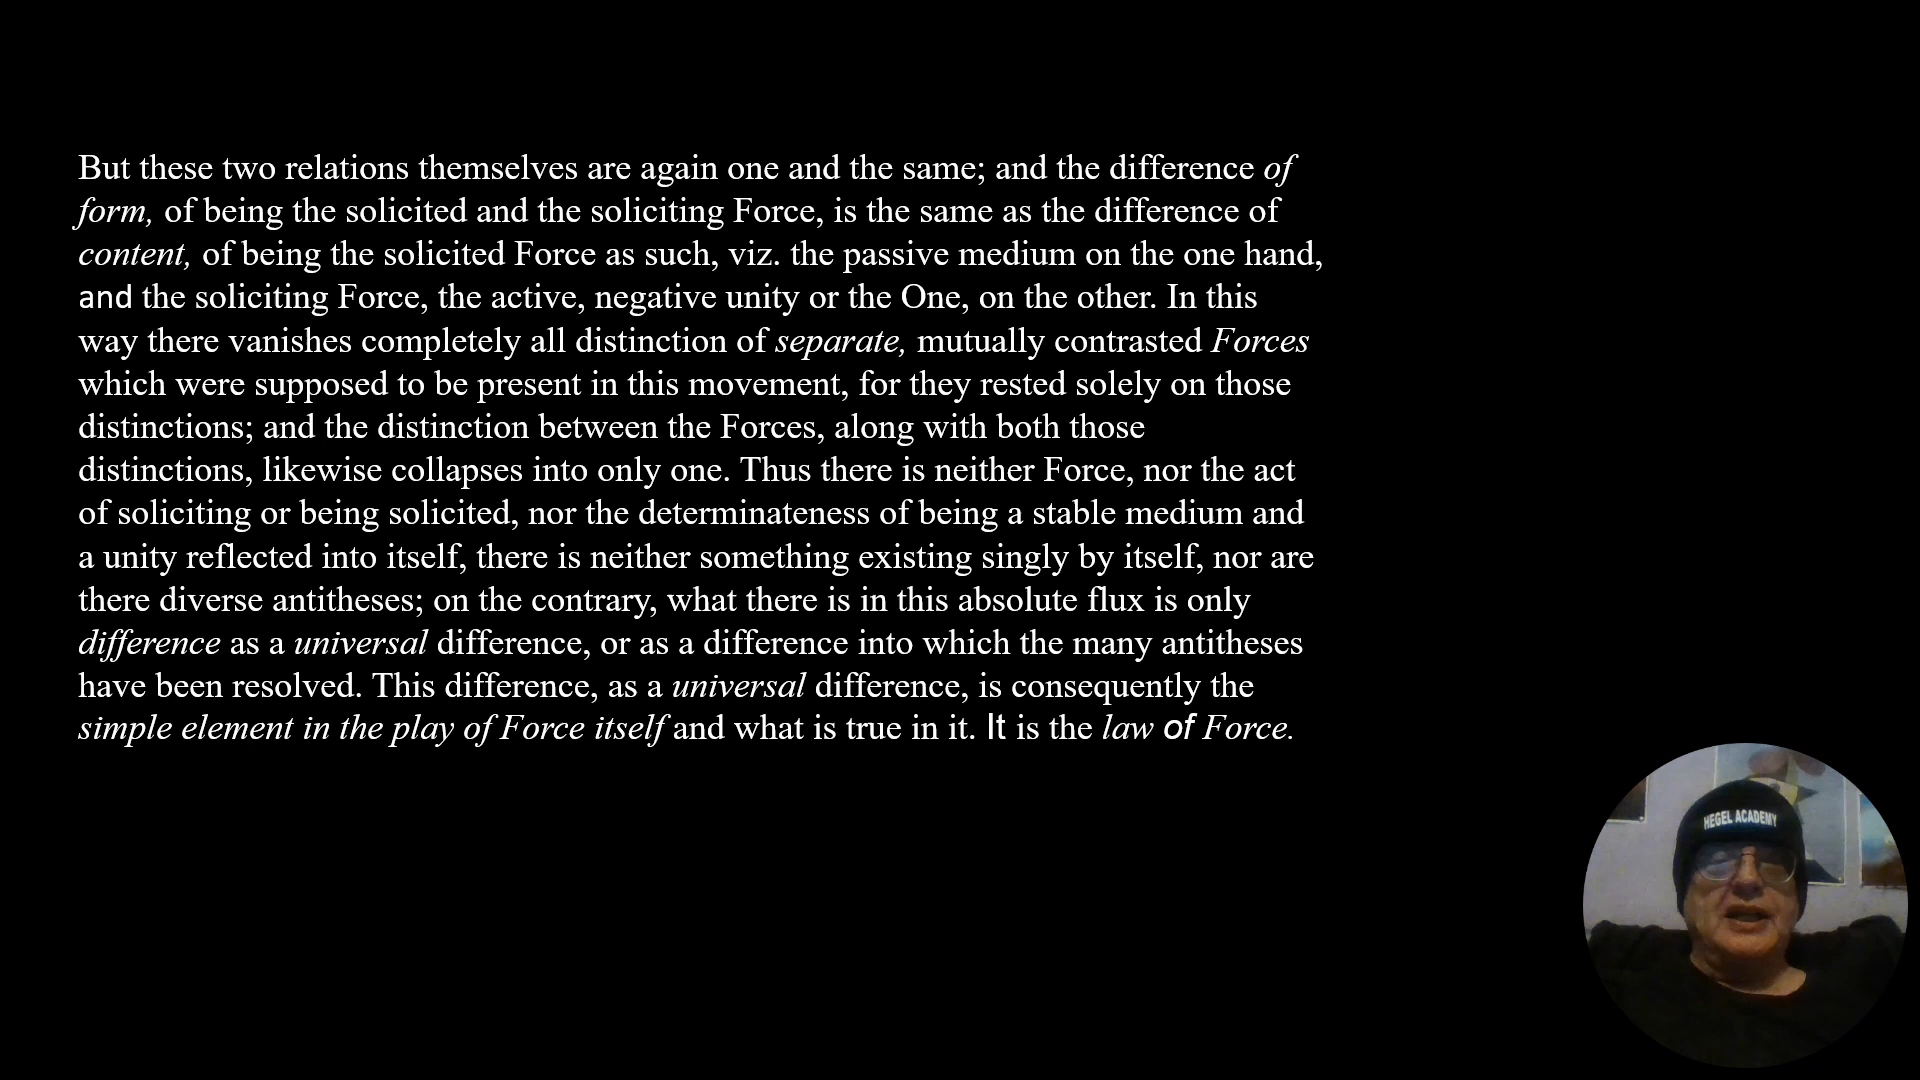 But these two relations themselves are again one and the same; and the difference of
form, of being the solicited and the soliciting Force, is the same as the difference of
content, of being the solicited Force as such, viz. the passive medium on the one hand,
and the soliciting Force, the active, negative unity or the One, on the other. In this
way there vanishes completely all distinction of separate, mutually contrasted Forces
which were supposed to be present in this movement, for they rested solely on those
distinctions; and the distinction between the Forces, along with both those
distinctions, likewise collapses into only one. Thus there is neither Force, nor the act
of soliciting or being solicited, nor the determinateness of being a stable medium and
a unity reflected into itself, there is neither something existing singly by itself, nor are
there diverse antitheses; on the contrary, what there is in this absolute flux is only
difference as a universal difference, or as a difference into which the many antitheses
have been resolved. This difference, as a universal difference, is consequently the
simple element in the play of Force itself and what is true in it. It is the law of Force.
HEGEL ACADEMY